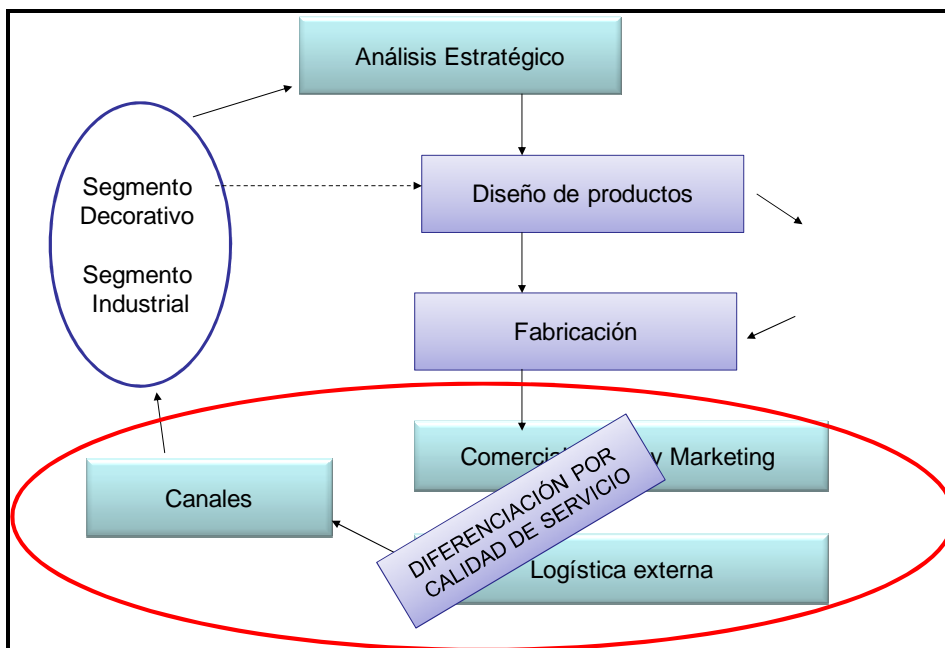 Análisis Estratégico
Segmento
Decorativo
Segmento
Industrial
Diseño de productos
Fabricación
y Marketing
DIFERENCIACIÓN POR
CALIDAD DE SERVICIO
Canales
Logística externa